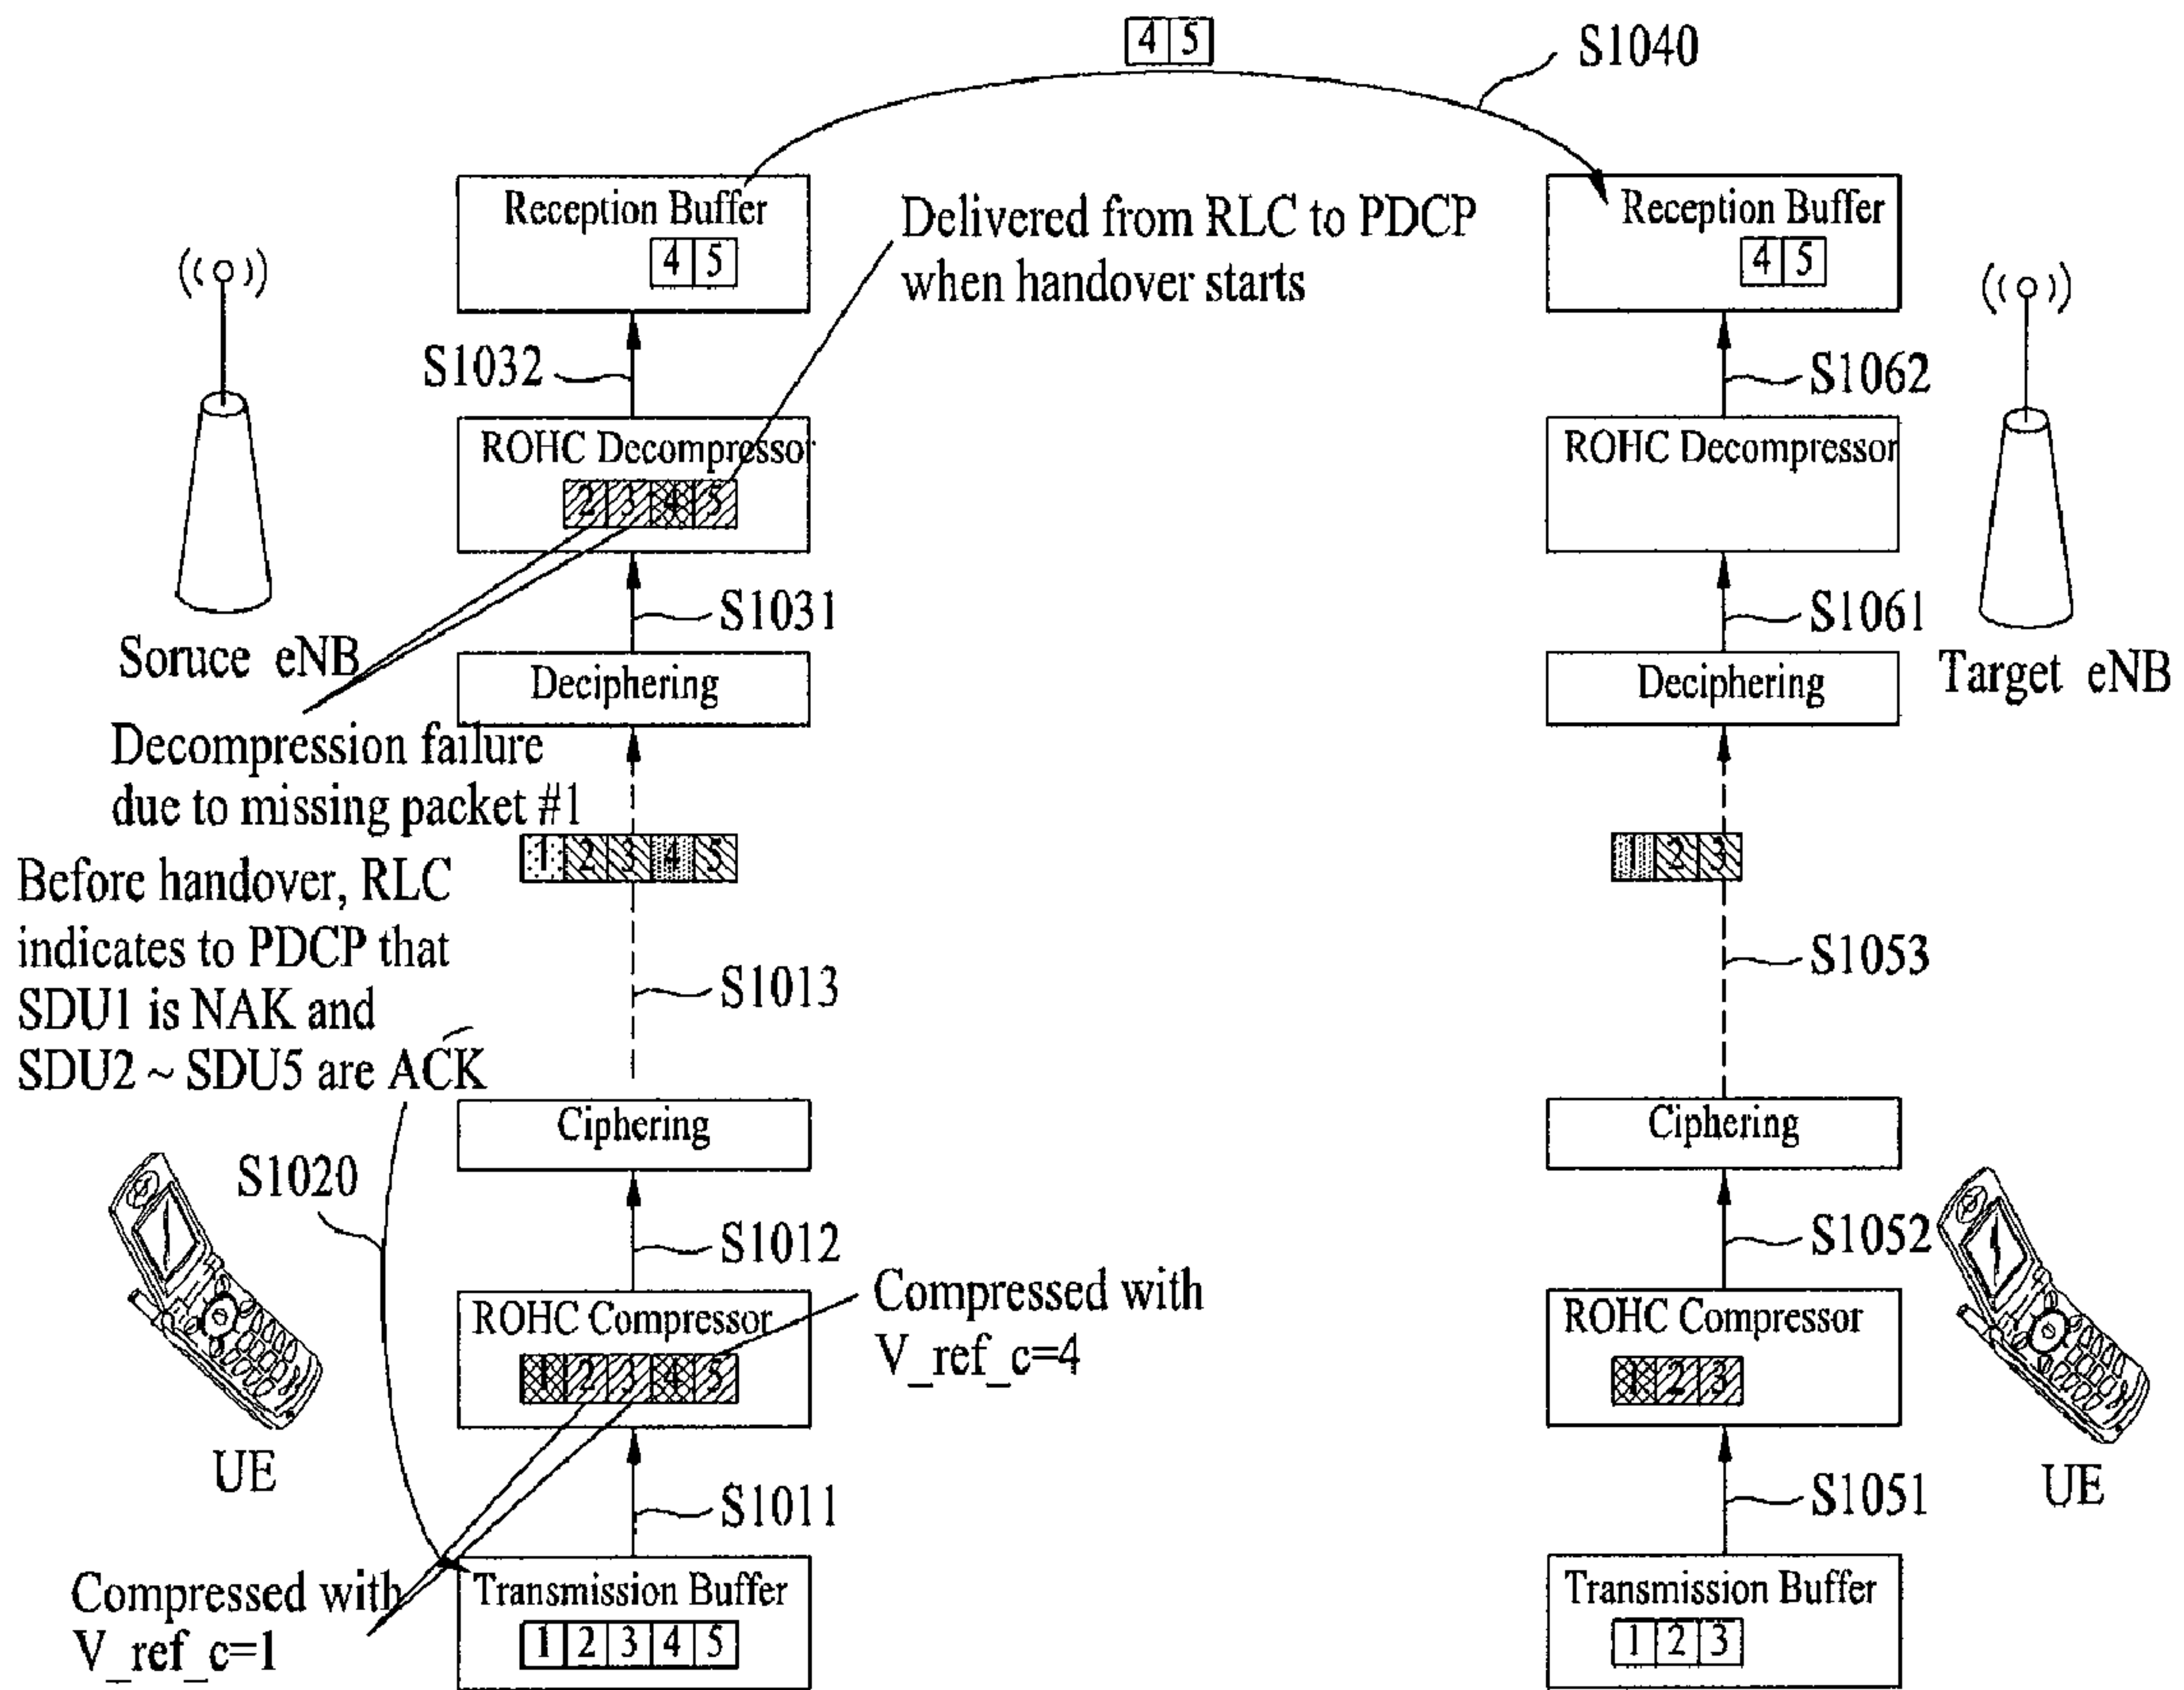 4 5
S1040
Reception Buffer
4 5
Delivered from RLC to PDCP
when handover starts
Reception Buffer
4 5
S1032
S1062
ROHC Decompressor
2 3 4 5
ROHC Decompressor
S1031
S1061
Soruce eNB
Deciphering
Deciphering
Target eNB
Decompression failure
due to missing packet #1
1 2 3 4 5
1 2 3
Before handover, RLC
indicates to PDCP that
SDU1 is NAK and
SDU2 ~ SDU5 are ACK
S1013
S1053
Ciphering
Ciphering
S1020
S1012
S1052
Compressed with
V_ref_c=4
ROHC Compressor
1 2 3 4 5
ROHC Compressor
1 2 3
UE
UE
S1011
S1051
Compressed with
V_ref_c=1
Transmission Buffer
1 2 3 4 5
Transmission Buffer
1 2 3